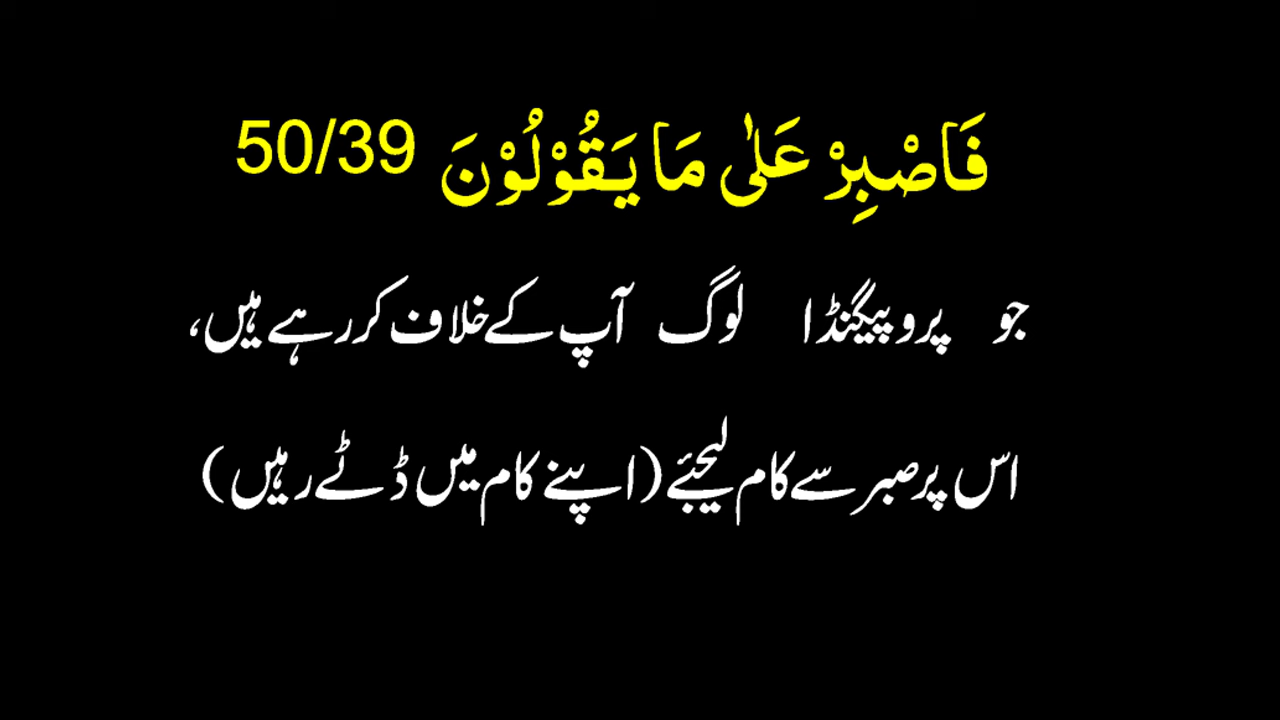 فَاصْبِرْ عَلٰى مَا يَقُوْلُوْنَ 50/39
جو پروپیگنڈا لوگ آپ کے خلاف کر رہے ہیں،
اس پر صبر سے کام لیجئے (اپنے کام میں ڈٹے رہیں)